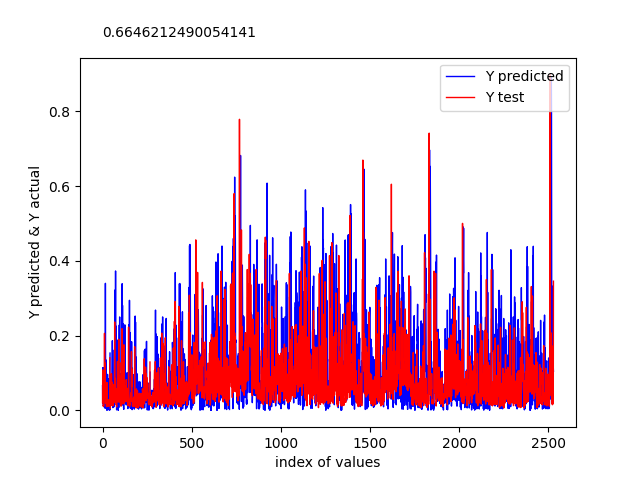 0.6646212490054141
Y predicted
Y test
0.8
0.6
0.4
0.2
0.0
Y predicted & Y actual
0 500 1000 1500 2000 2500
index of values